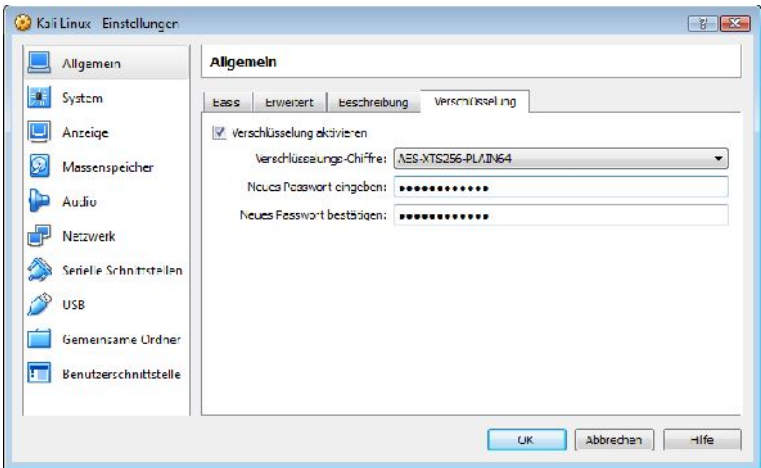 Kali Linux - Einstellungen
Allgemein
System
Anzeige
Massenspeicher
Audio
Netzwerk
Serielle Schnittstellen
USB
Gemeinsame Ordner
Benutzerschnittstelle
Allgemein
Basis Erweitert Beschreibung Verschlüsselung
Verschlüsselung aktivieren
Verschlüsselungs-Chiffre: AES-XTS256-PLAIN64
Neues Passwort eingeben: ●●●●●●●●●●●●
Neues Passwort bestätigen: ●●●●●●●●●●●●
OK Abbrechen Hilfe